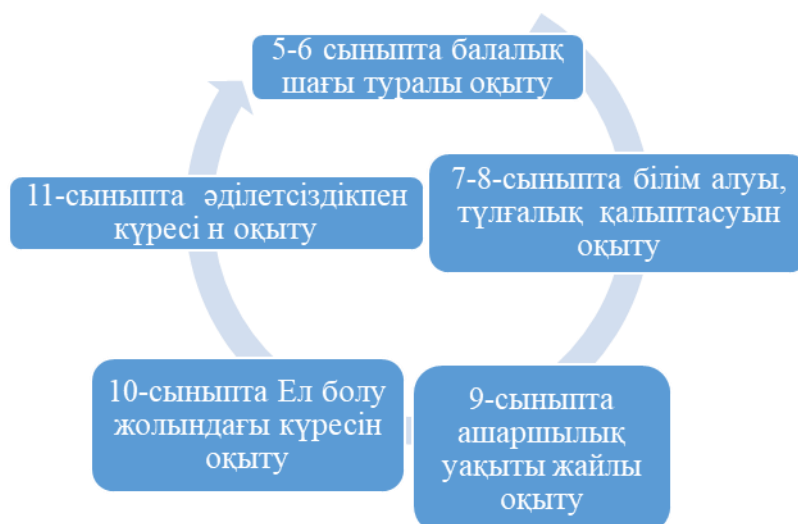 5-6 сыныпта балалық
шағы туралы оқыту
7-8-сыныпта білім алуы,
тұлғалық қалыптасуын
оқыту
9-сыныпта
ашаршылық
уақыты жайлы
оқыту
10-сыныпта Ел болу
жолындағы күресін
оқыту
11-сыныпта әділетсіздікпен
күресі н оқыту